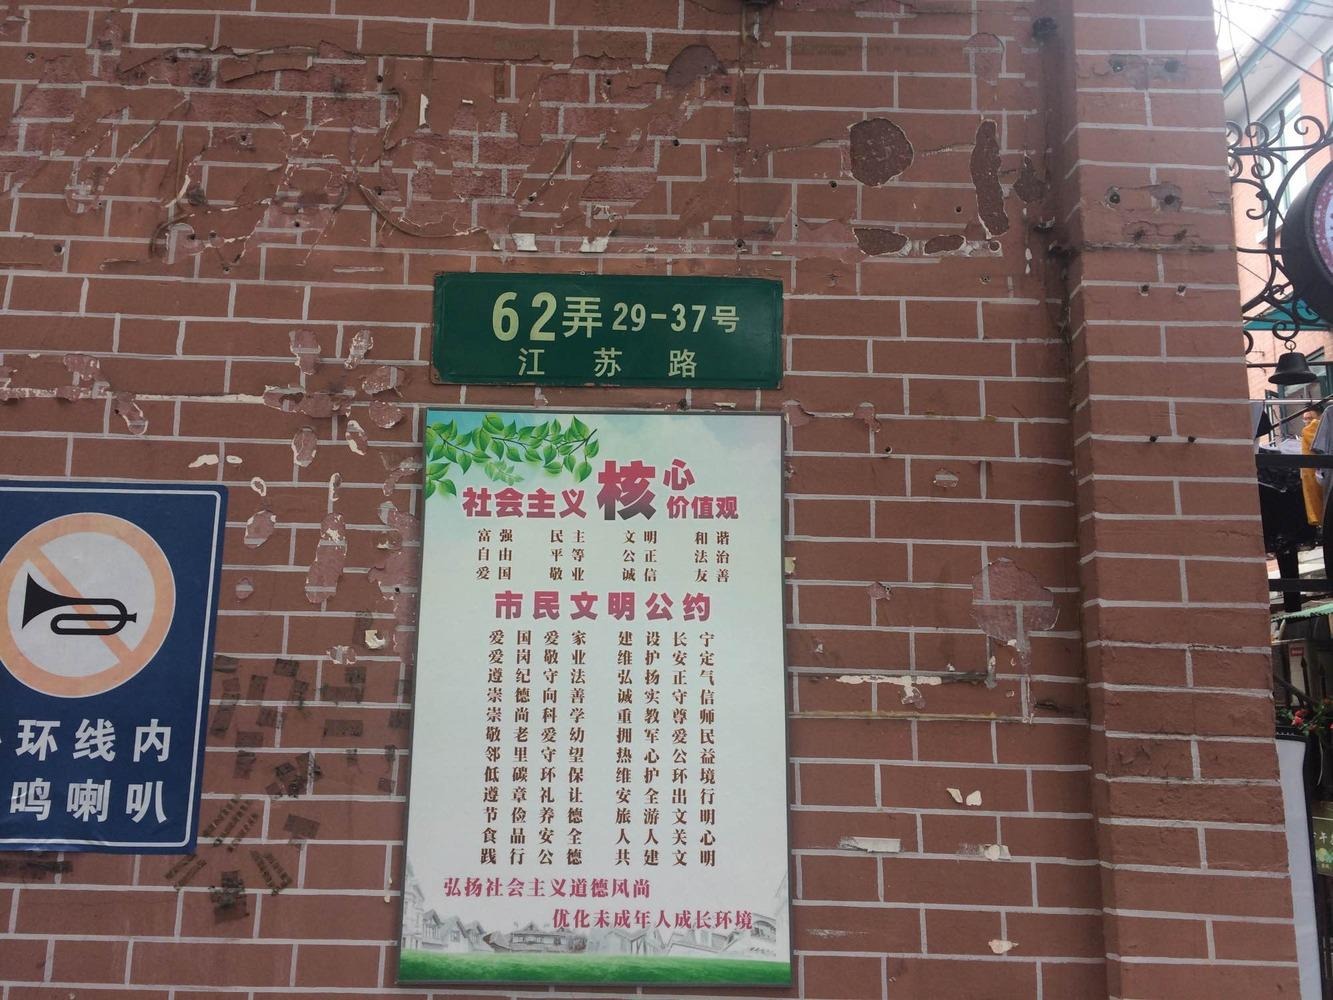 62弄 29-37号
江苏路
社会主义核心价值观
富强 民主 文明 和谐
自由 平等 公正 法治
爱国 敬业 诚信 友善
市民文明公约
爱国爱家 建设长宁
爱岗敬业 维护安定
遵纪守法 弘扬正气
崇德向善 诚实守信
崇尚科学 重教尊师
敬老爱幼 拥军爱民
邻里守望 热心公益
低碳环保 维护环境
遵章礼让 安全出行
节俭养德 旅游文明
食品安全 人人关心
践行公德 共建文明
弘扬社会主义道德风尚
优化未成年人成长环境
环线内
鸣喇叭